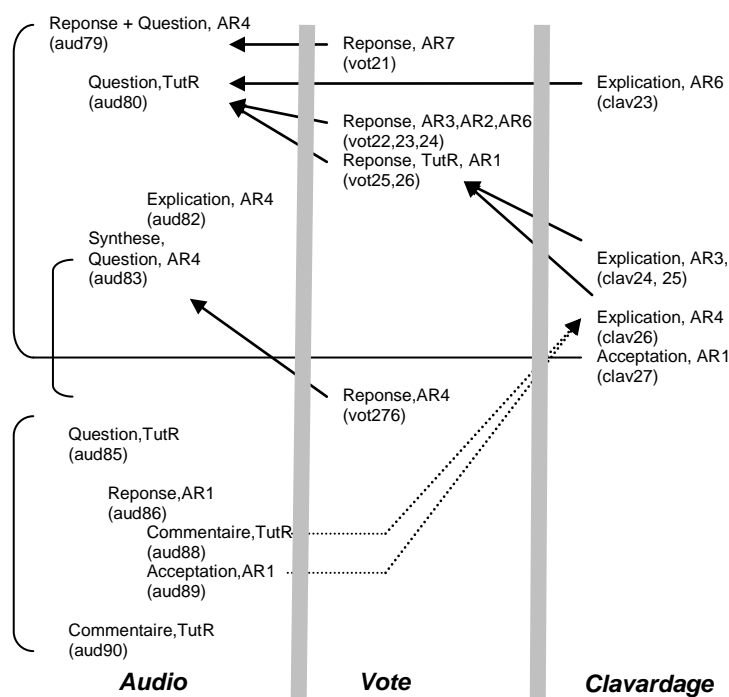 Reponse + Question, AR4
(aud79)
Question,TutR
(aud80)
Explication, AR4
(aud82)
Synthese,
Question, AR4
(aud83)
Question,TutR
(aud85)
Reponse,AR1
(aud86)
Commentaire,TutR
(aud88)
Acceptation,AR1
(aud89)
Commentaire,TutR
(aud90)
Audio
Reponse, AR7
(vot21)
Reponse, AR3,AR2,AR6
(vot22,23,24)
Reponse, TutR, AR1
(vot25,26)
Reponse,AR4
(vot276)
Vote
Explication, AR6
(clav23)
Explication, AR3,
(clav24, 25)
Explication, AR4
(clav26)
Acceptation, AR1
(clav27)
Clavardage